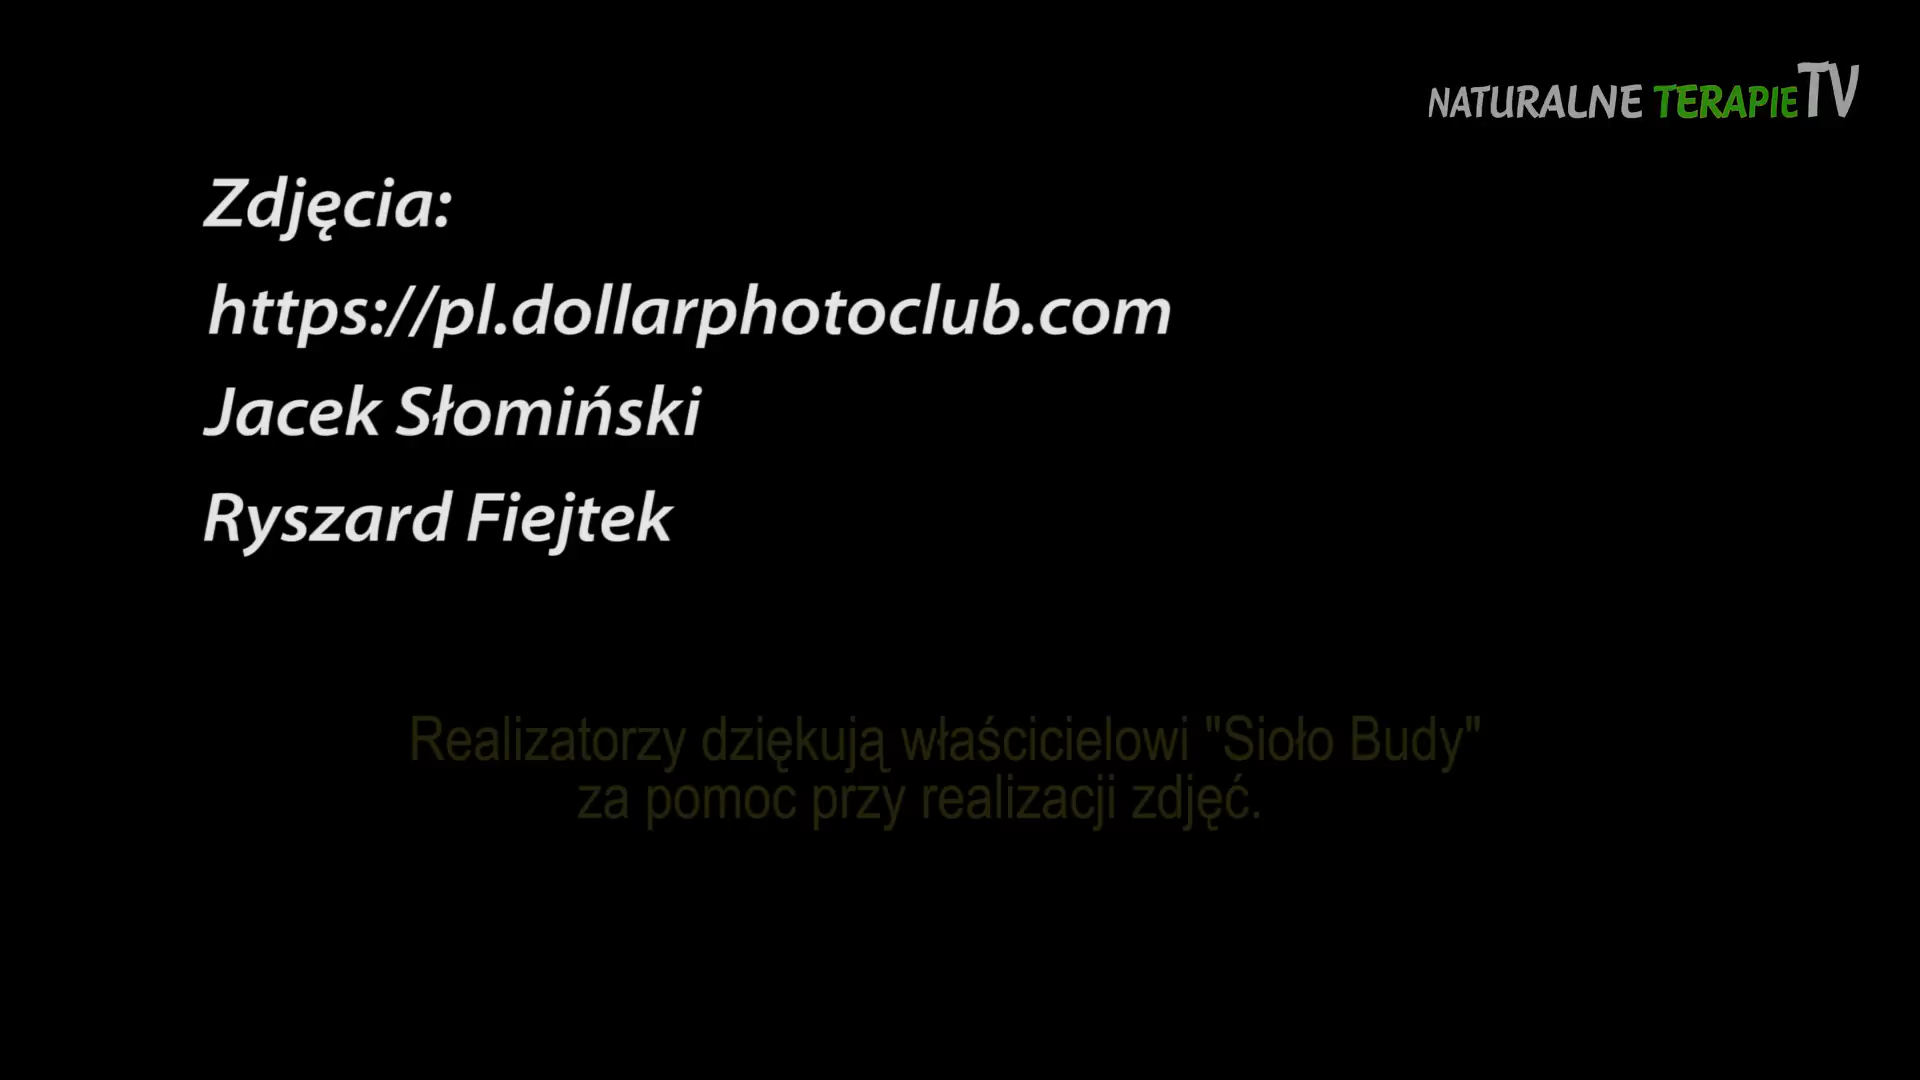 NATURALNE TERAPIE TV
Zdjęcia:
https://pl.dollarphotoclub.com
Jacek Słomiński
Ryszard Fiejtek
Realizatorzy dziękują właścicielowi "Sioło Budy"
za pomoc przy realizacji zdjęć.